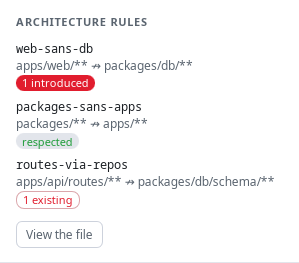 ARCHITECTURE RULES
web-sans-db
apps/web/** ↛ packages/db/**
1 introduced
packages-sans-apps
packages/** ↛ apps/**
respected
routes-via-repos
apps/api/routes/** ↛ packages/db/schema/**
1 existing
View the file